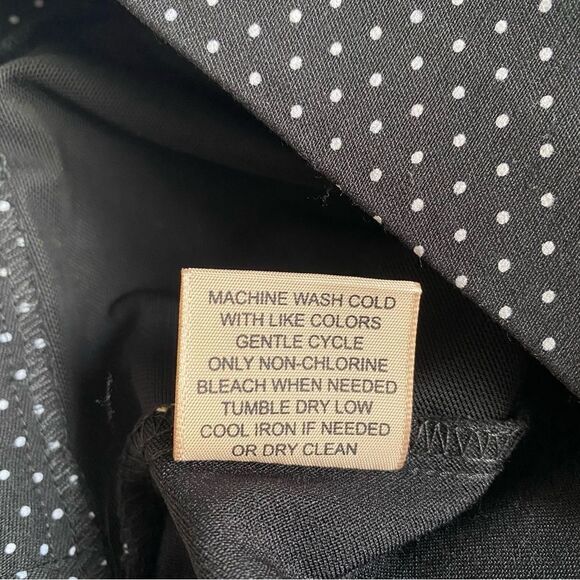 MACHINE WASH COLD
WITH LIKE COLORS
GENTLE CYCLE
ONLY NON-CHLORINE
BLEACH WHEN NEEDED
TUMBLE DRY LOW
COOL IRON IF NEEDED
OR DRY CLEAN